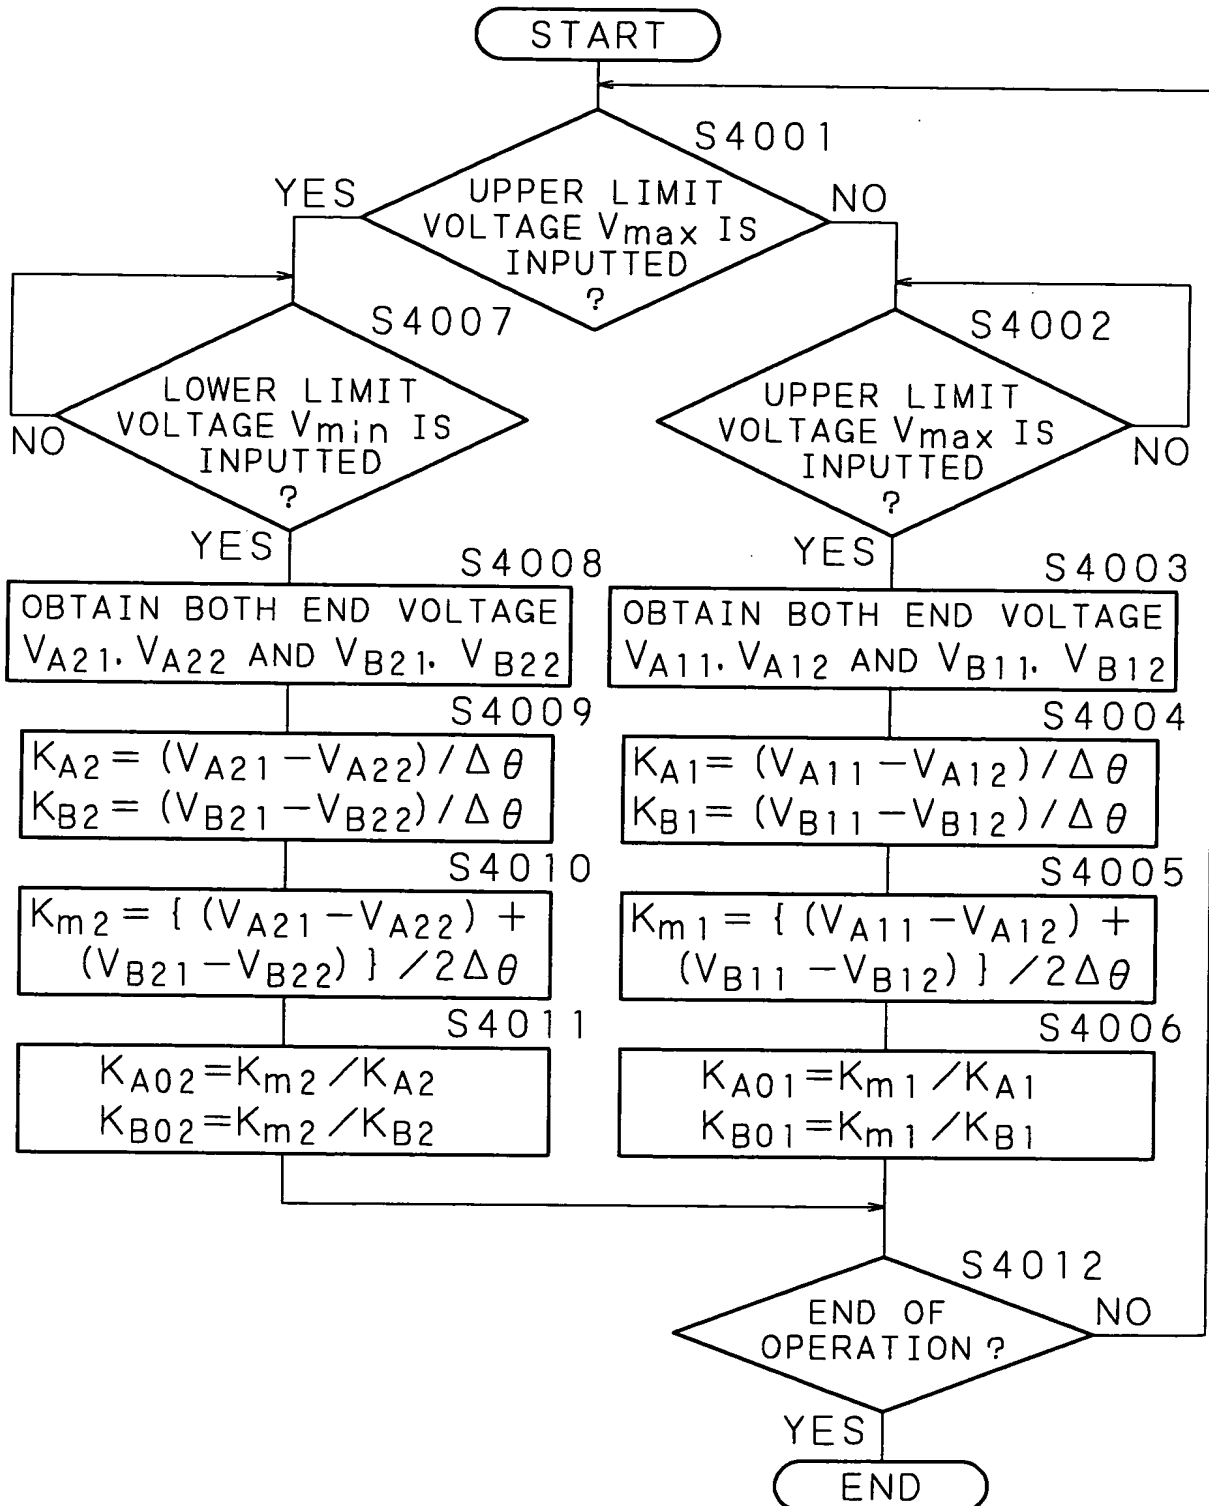 START
S4001
YES
NO
UPPER LIMIT
VOLTAGE Vmax IS
INPUTTED
?
S4007
LOWER LIMIT
VOLTAGE Vmin IS
INPUTTED
?
NO
YES
S4002
UPPER LIMIT
VOLTAGE Vmax IS
INPUTTED
?
NO
YES
S4008
OBTAIN BOTH END VOLTAGE
VA21. VA22 AND VB21. VB22
S4003
OBTAIN BOTH END VOLTAGE
VA11. VA12 AND VB11. VB12
S4009
KA2=(VA21-VA22)/Δθ
KB2=(VB21-VB22)/Δθ
S4004
KA1=(VA11-VA12)/Δθ
KB1=(VB11-VB12)/Δθ
S4010
Km2={(VA21-VA22)+
(VB21-VB22)}/2Δθ
S4005
Km1={(VA11-VA12)+
(VB11-VB12)}/2Δθ
S4011
KA02=Km2/KA2
KB02=Km2/KB2
S4006
KA01=Km1/KA1
KB01=Km1/KB1
S4012
END OF
OPERATION?
NO
YES
END